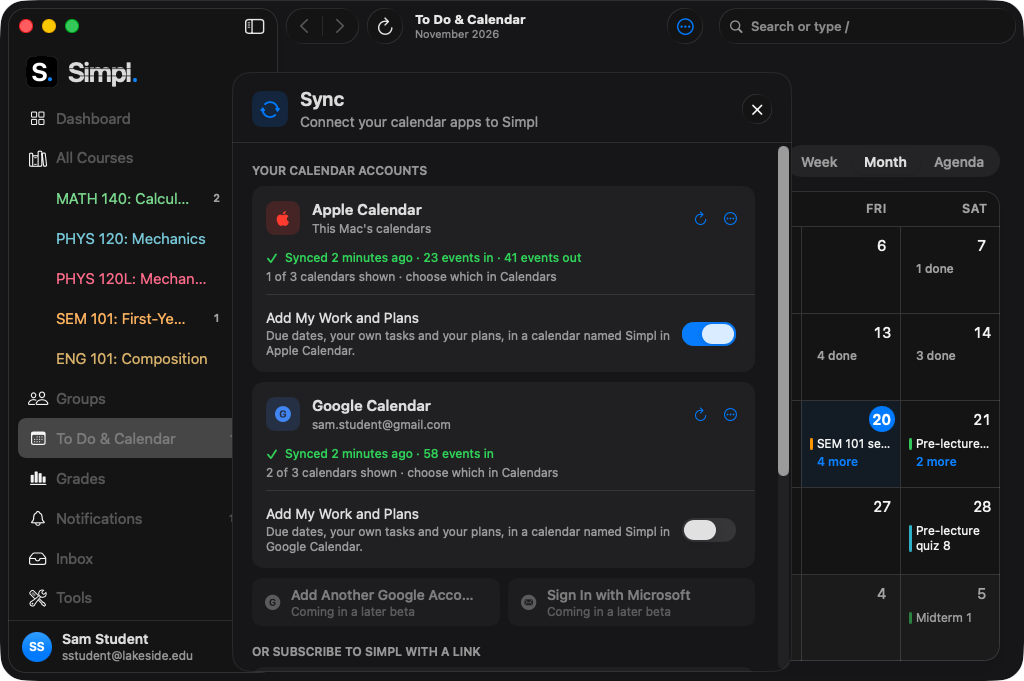 To Do & Calendar
November 2026
Search or type /
S.
Simpl.
Dashboard
All Courses
MATH 140: Calcul... 2
PHYS 120: Mechanics
PHYS 120L: Mechan...
SEM 101: First-Ye... 1
ENG 101: Composition
Groups
To Do & Calendar
Grades
Notifications
Inbox
Tools
SS
Sam Student
sstudent@lakeside.edu
Sync
Connect your calendar apps to Simpl
YOUR CALENDAR ACCOUNTS
Apple Calendar
This Mac's calendars
Synced 2 minutes ago · 23 events in · 41 events out
1 of 3 calendars shown · choose which in Calendars
Add My Work and Plans
Due dates, your own tasks and your plans, in a calendar named Simpl in
Apple Calendar.
G
Google Calendar
sam.student@gmail.com
Synced 2 minutes ago · 58 events in
2 of 3 calendars shown · choose which in Calendars
Add My Work and Plans
Due dates, your own tasks and your plans, in a calendar named Simpl in
Google Calendar.
G
Add Another Google Acco...
Coming in a later beta
Sign In with Microsoft
Coming in a later beta
OR SUBSCRIBE TO SIMPL WITH A LINK
Week Month Agenda
FRI SAT
6 7
1 done
13 14
4 done 3 done
20 21
SEM 101 se... Pre-lecture...
4 more 2 more
27 28
Pre-lecture
quiz 8
4 5
Midterm 1